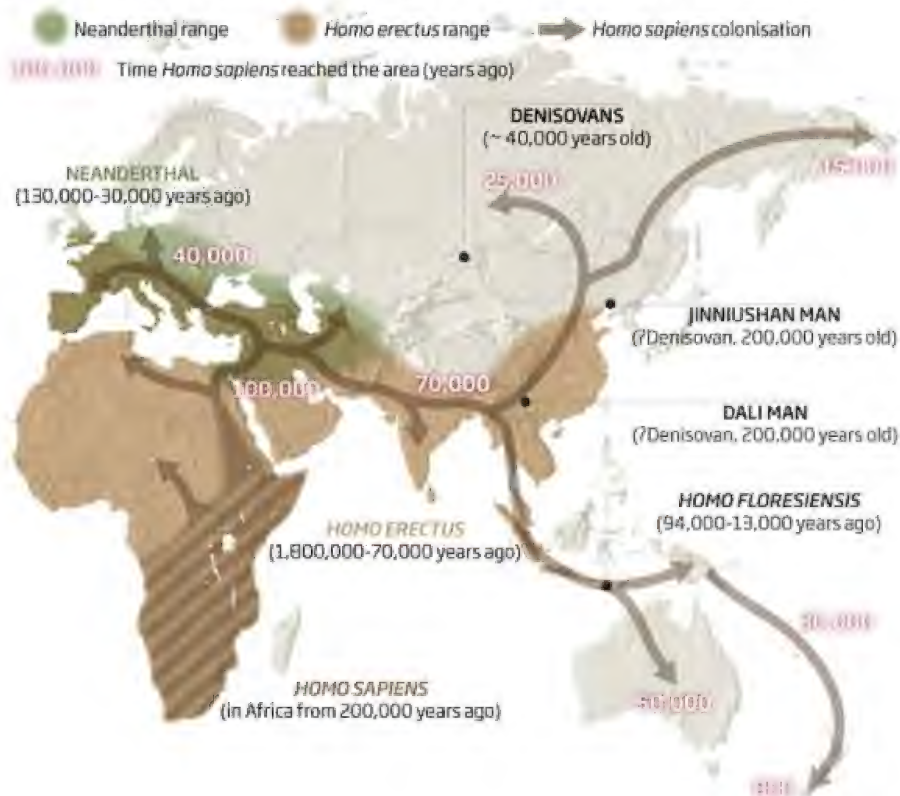 Neanderthal range
Homo erectus range
Homo sapiens colonisation
100,000 Time Homo sapiens reached the area (years ago)
DENISOVANS
(~ 40,000 years old)
25,000
15,000
NEANDERTHAL
(130,000-30,000 years ago)
40,000
JINNIUSHAN MAN
(?Denisovan, 200,000 years old)
100,000
70,000
DALI MAN
(?Denisovan, 200,000 years old)
HOMO FLORESIENSIS
(94,000-13,000 years ago)
HOMO ERECTUS
(1,800,000-70,000 years ago)
HOMO SAPIENS
(in Africa from 200,000 years ago)